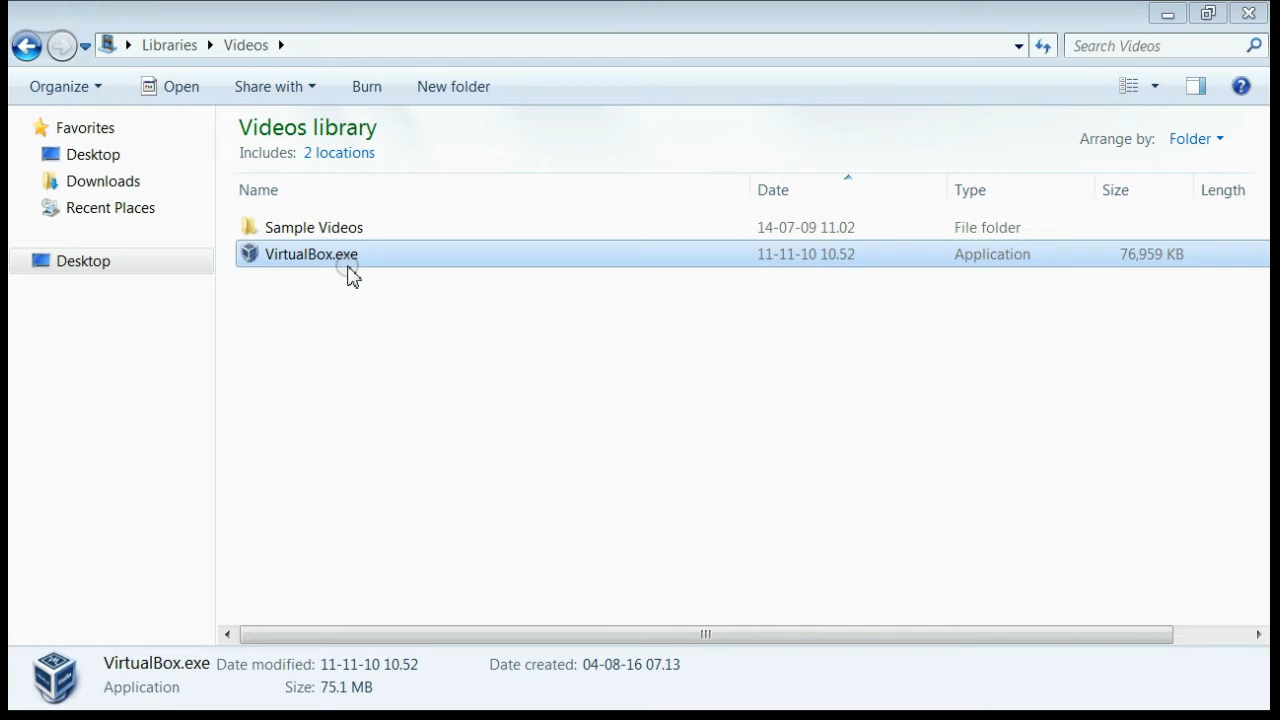 Libraries Videos Search Videos
Organize Open Share with Burn New folder
Favorites
Desktop
Downloads
Recent Places
Desktop
Videos library
Includes: 2 locations
Arrange by: Folder
Name Date Type Size Length
Sample Videos 14-07-09 11.02 File folder
VirtualBox.exe 11-11-10 10.52 Application 76,959 KB
VirtualBox.exe Date modified: 11-11-10 10.52 Date created: 04-08-16 07.13
Application Size: 75.1 MB